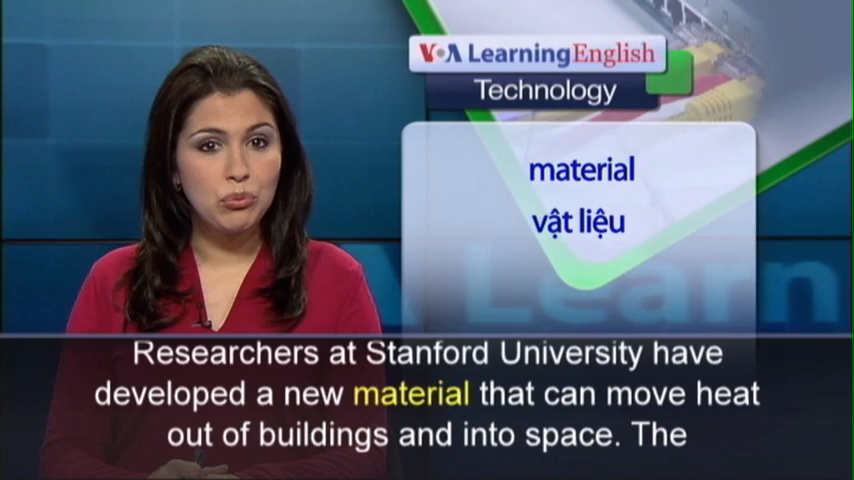 VOA Learning English
Technology
material
vật liệu
Researchers at Stanford University have
developed a new material that can move heat
out of buildings and into space. The